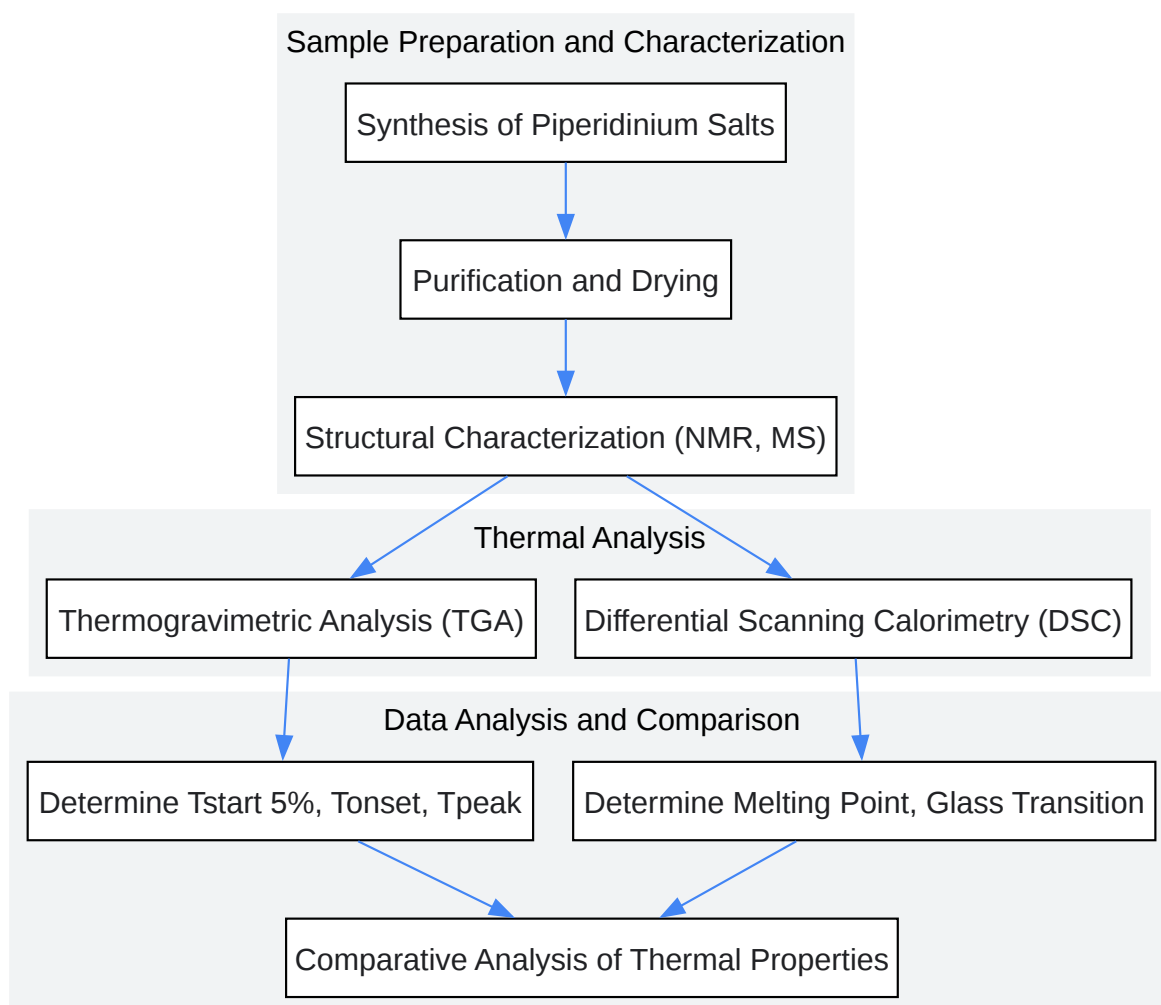 Sample Preparation and Characterization
Synthesis of Piperidinium Salts
Purification and Drying
Structural Characterization (NMR, MS)
Thermal Analysis
Thermogravimetric Analysis (TGA)
Differential Scanning Calorimetry (DSC)
Data Analysis and Comparison
Determine Tstart 5%, Tonset, Tpeak
Determine Melting Point, Glass Transition
Comparative Analysis of Thermal Properties